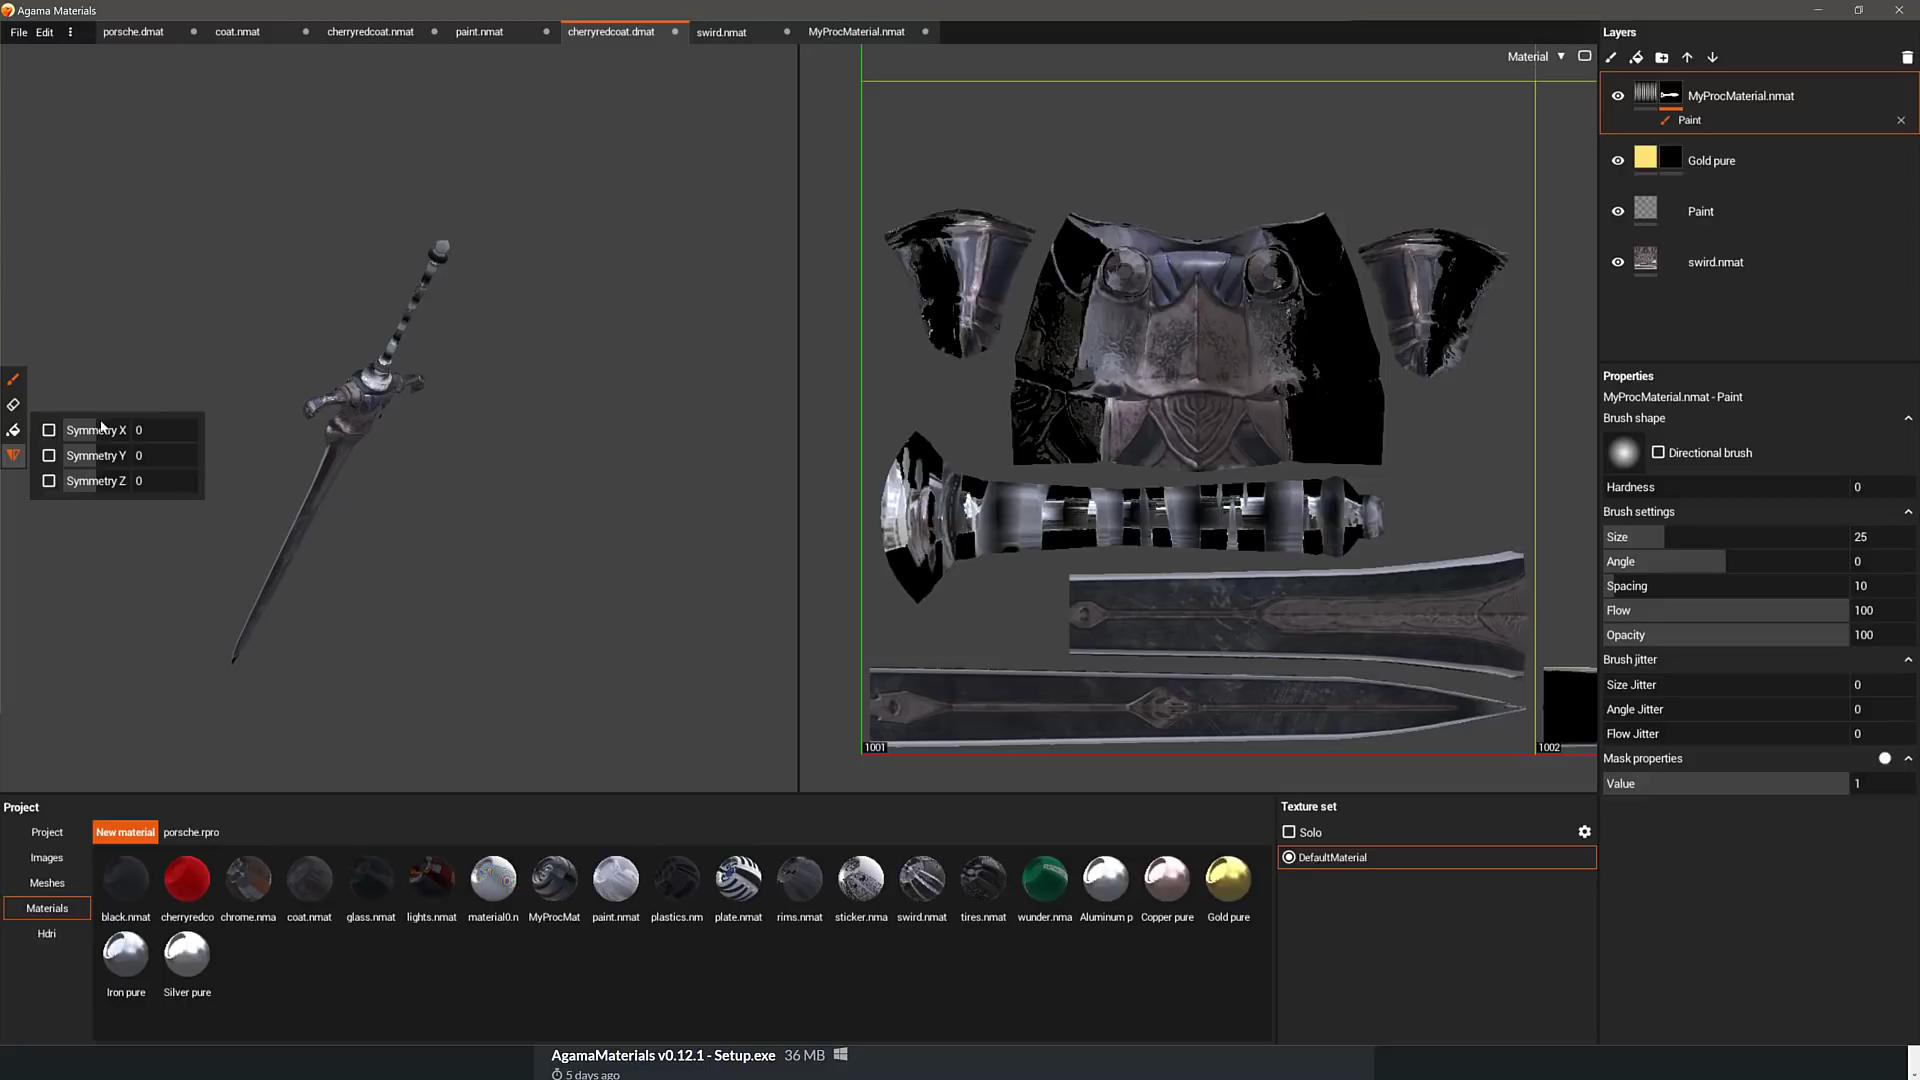 Agama Materials
File Edit
porsche.dmat
coat.nmat
cherryredcoat.nmat
paint.nmat
cherryredcoat.dmat
swird.nmat
MyProcMaterial.nmat
Material
Symmetry X 0
Symmetry Y 0
Symmetry Z 0
1001
1002
Layers
MyProcMaterial.nmat
Paint
Gold pure
Paint
swird.nmat
Properties
MyProcMaterial.nmat - Paint
Brush shape
Directional brush
Hardness 0
Brush settings
Size 25
Angle 0
Spacing 10
Flow 100
Opacity 100
Brush jitter
Size Jitter 0
Angle Jitter 0
Flow Jitter 0
Mask properties
Value 1
Project
Project
Images
Meshes
Materials
Hdri
New material porsche.rpro
black.nmat cherryredco chrome.nma coat.nmat glass.nmat lights.nmat material0.n MyProcMat paint.nmat plastics.nm plate.nmat rims.nmat sticker.nma swird.nmat tires.nmat wunder.nma Aluminum p Copper pure Gold pure
Iron pure Silver pure
Texture set
Solo
DefaultMaterial
AgamaMaterials v0.12.1 - Setup.exe 36 MB
5 days ago